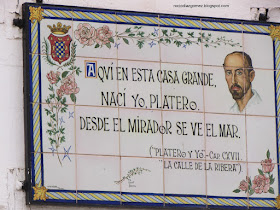 AQVÍ EN ESTA CASA GRANDE,
NACÍ YO, PLATERO.
DESDE EL MIRADOR SE VE EL MAR.
("PLATERO Y YO"-CAP. CXVII.
"LA CALLE DE LA RIBERA")